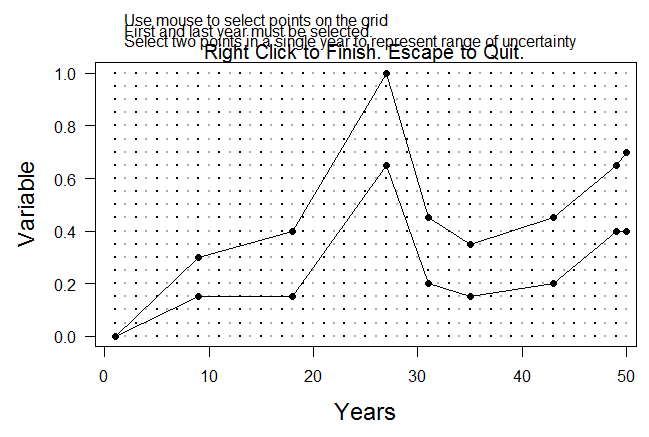 Use mouse to select points on the grid
First and last year must be selected.
Select two points in a single year to represent range of uncertainty
Right Click to Finish. Escape to Quit.
1.0
0.8
0.6
0.4
0.2
0.0
Variable
0 10 20 30 40 50
Years